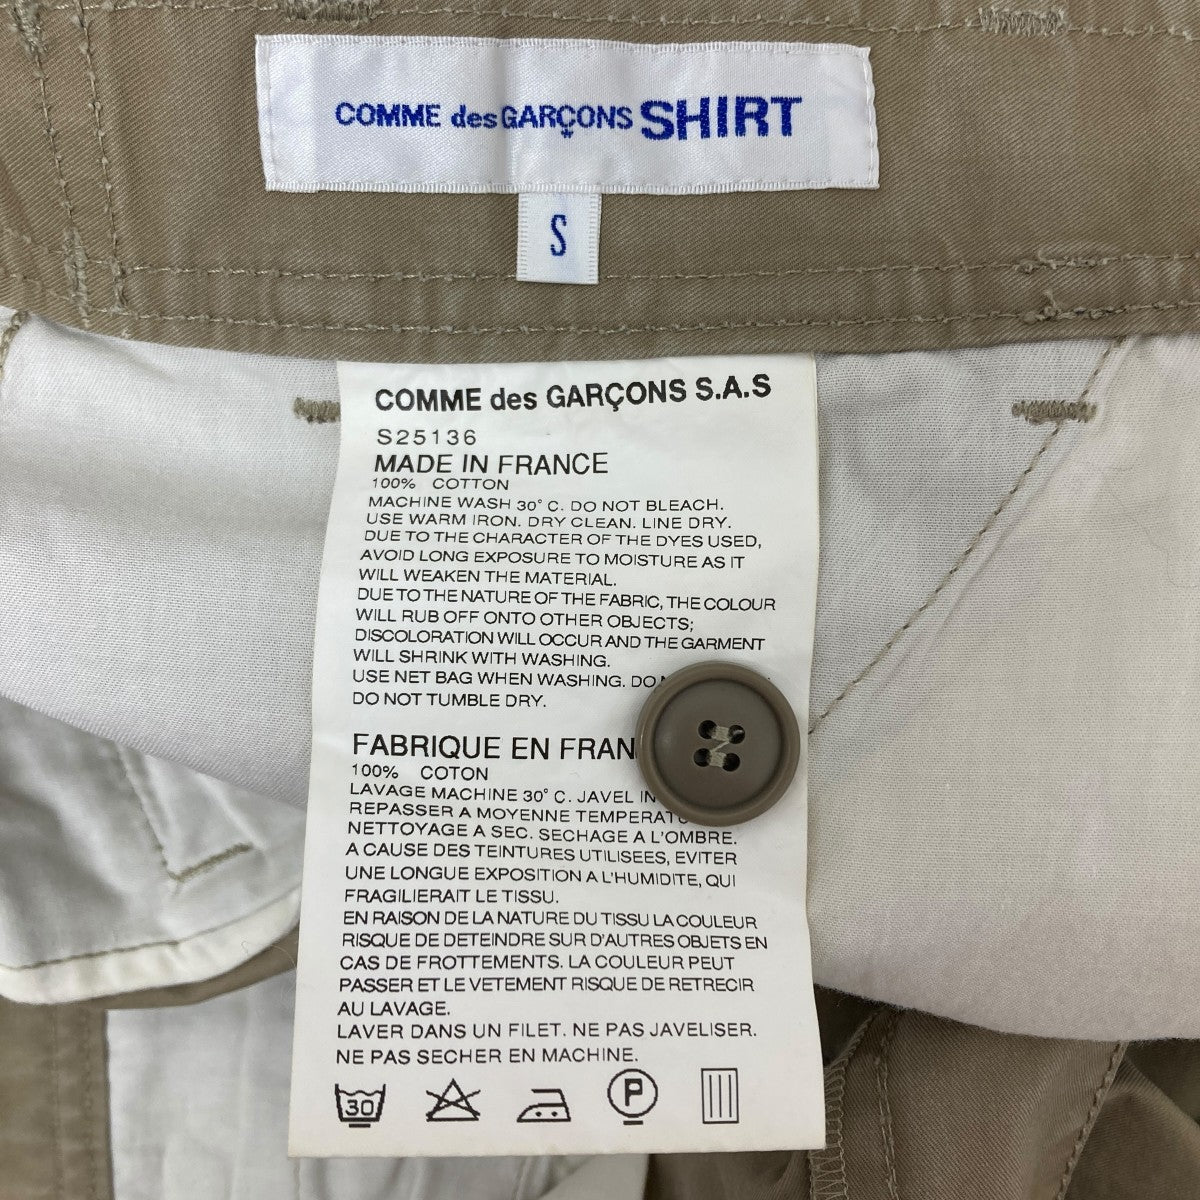 COMME des GARÇONS SHIRT
S
COMME des GARÇONS S.A.S
S25136
MADE IN FRANCE
100% COTTON
MACHINE WASH 30° C. DO NOT BLEACH.
USE WARM IRON. DRY CLEAN. LINE DRY.
DUE TO THE CHARACTER OF THE DYES USED,
AVOID LONG EXPOSURE TO MOISTURE AS IT
WILL WEAKEN THE MATERIAL.
DUE TO THE NATURE OF THE FABRIC, THE COLOUR
WILL RUB OFF ONTO OTHER OBJECTS;
DISCOLORATION WILL OCCUR AND THE GARMENT
WILL SHRINK WITH WASHING.
USE NET BAG WHEN WASHING. DO
DO NOT TUMBLE DRY.
FABRIQUE EN FRAN
100% COTON
LAVAGE MACHINE 30° C. JAVEL IN
REPASSER A MOYENNE TEMPERATU
NETTOYAGE A SEC. SECHAGE A L'OMBRE.
A CAUSE DES TEINTURES UTILISEES, EVITER
UNE LONGUE EXPOSITION A L'HUMIDITE, QUI
FRAGILIERAIT LE TISSU.
EN RAISON DE LA NATURE DU TISSU LA COULEUR
RISQUE DE DETEINDRE SUR D'AUTRES OBJETS EN
CAS DE FROTTEMENTS. LA COULEUR PEUT
PASSER ET LE VETEMENT RISQUE DE RETRECIR
AU LAVAGE.
LAVER DANS UN FILET. NE PAS JAVELISER.
NE PAS SECHER EN MACHINE.
30 P